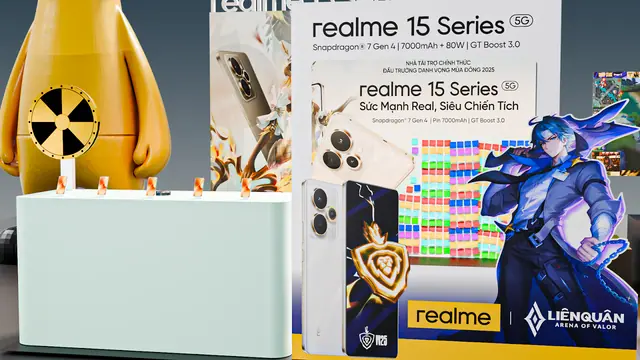 realme
realme 15 Series 5G
Snapdragon® 7 Gen 4 | 7000mAh + 80W | GT Boost 3.0
NHÀ TÀI TRỢ CHÍNH THỨC
ĐẤU TRƯỜNG DANH VỌNG MÙA ĐÔNG 2025
realme 15 Series 5G
Sức Mạnh Real, Siêu Chiến Tích
Snapdragon® 7 Gen 4 | Pin 7000mAh | GT Boost 3.0
realme
LIÊNQUÂN
ARENA OF VALOR